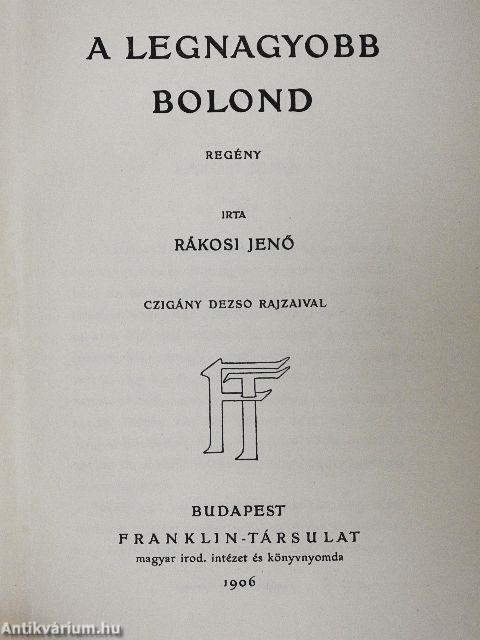 A LEGNAGYOBB
BOLOND
REGÉNY
IRTA
RÁKOSI JENŐ
CZIGÁNY DEZSO RAJZAIVAL
FT
BUDAPEST
FRANKLIN-TÁRSULAT
magyar irod. intézet és könyvnyomda
1906
Antikvárium.hu